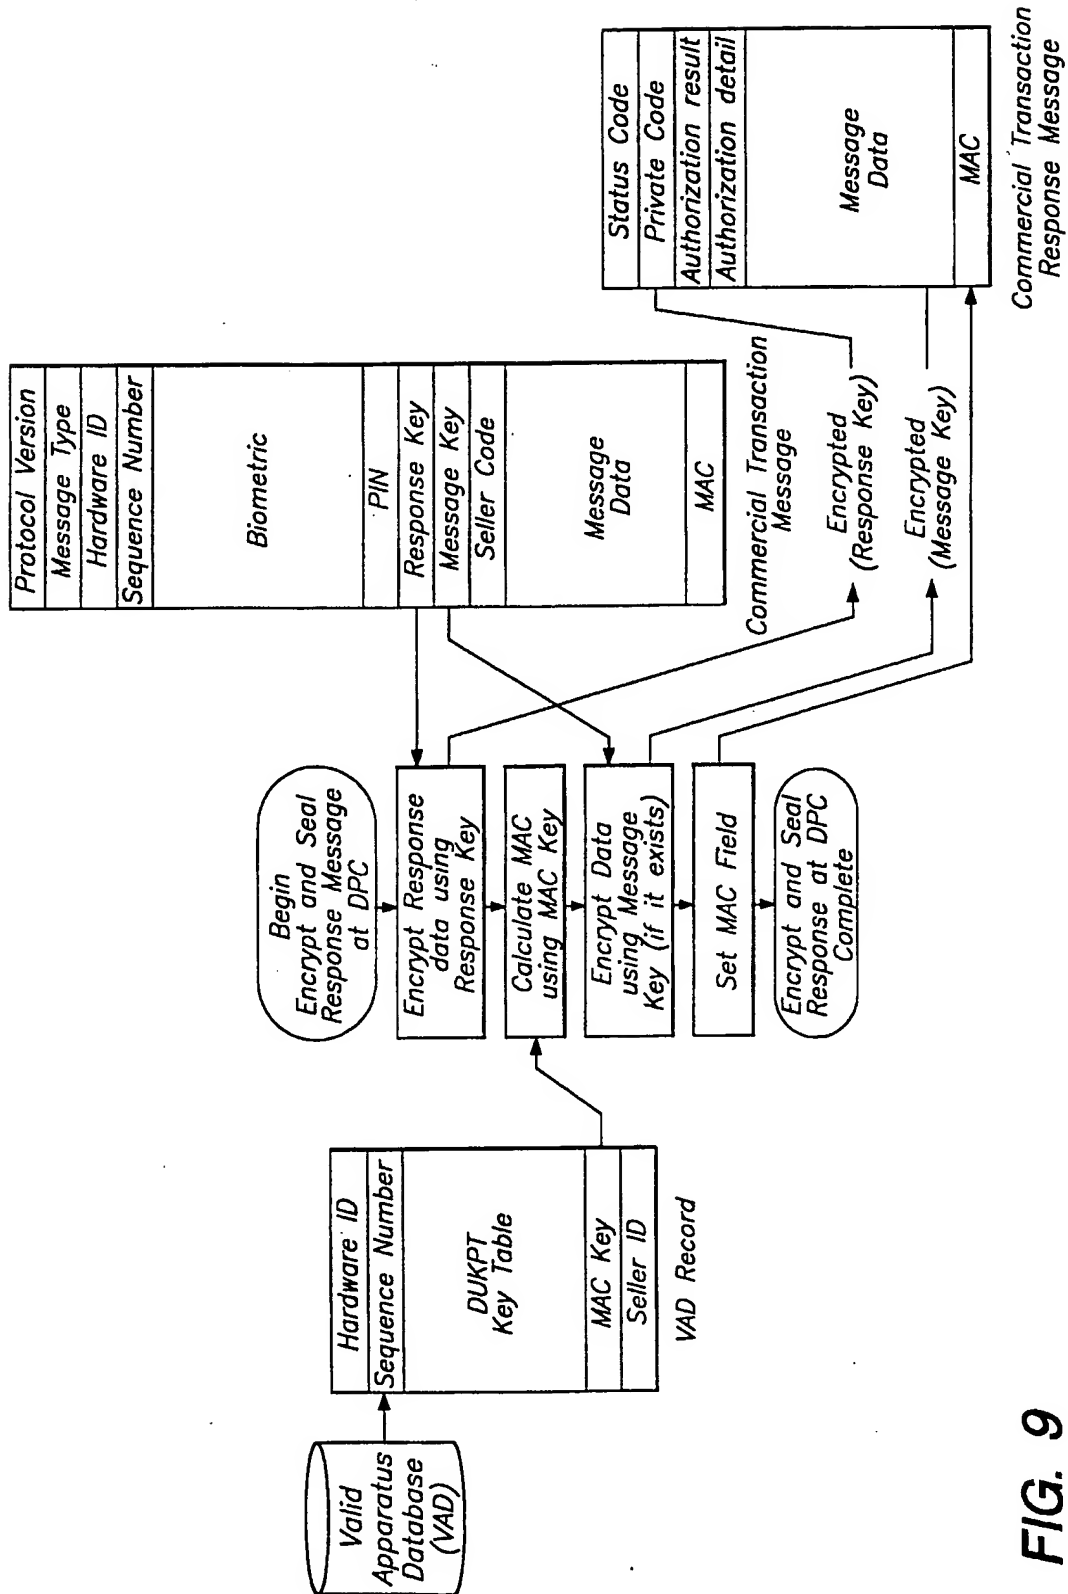 Valid
Apparatus
Database
(VAD)
Hardware ID
Sequence Number
DUKPT
Key Table
MAC Key
Seller ID
VAD Record
Begin
Encrypt and Seal
Response Message
at DPC
Encrypt Response
data using
Response Key
Calculate MAC
using MAC Key
Encrypt Data
using Message
Key (if it exists)
Set MAC Field
Encrypt and Seal
Response at DPC
Complete
Protocol Version
Message Type
Hardware ID
Sequence Number
Biometric
PIN
Response Key
Message Key
Seller Code
Message
Data
MAC
Commercial Transaction
Message
Encrypted
(Response Key)
Encrypted
(Message Key)
Status Code
Private Code
Authorization result
Authorization detail
Message
Data
MAC
Commercial Transaction
Response Message
FIG. 9